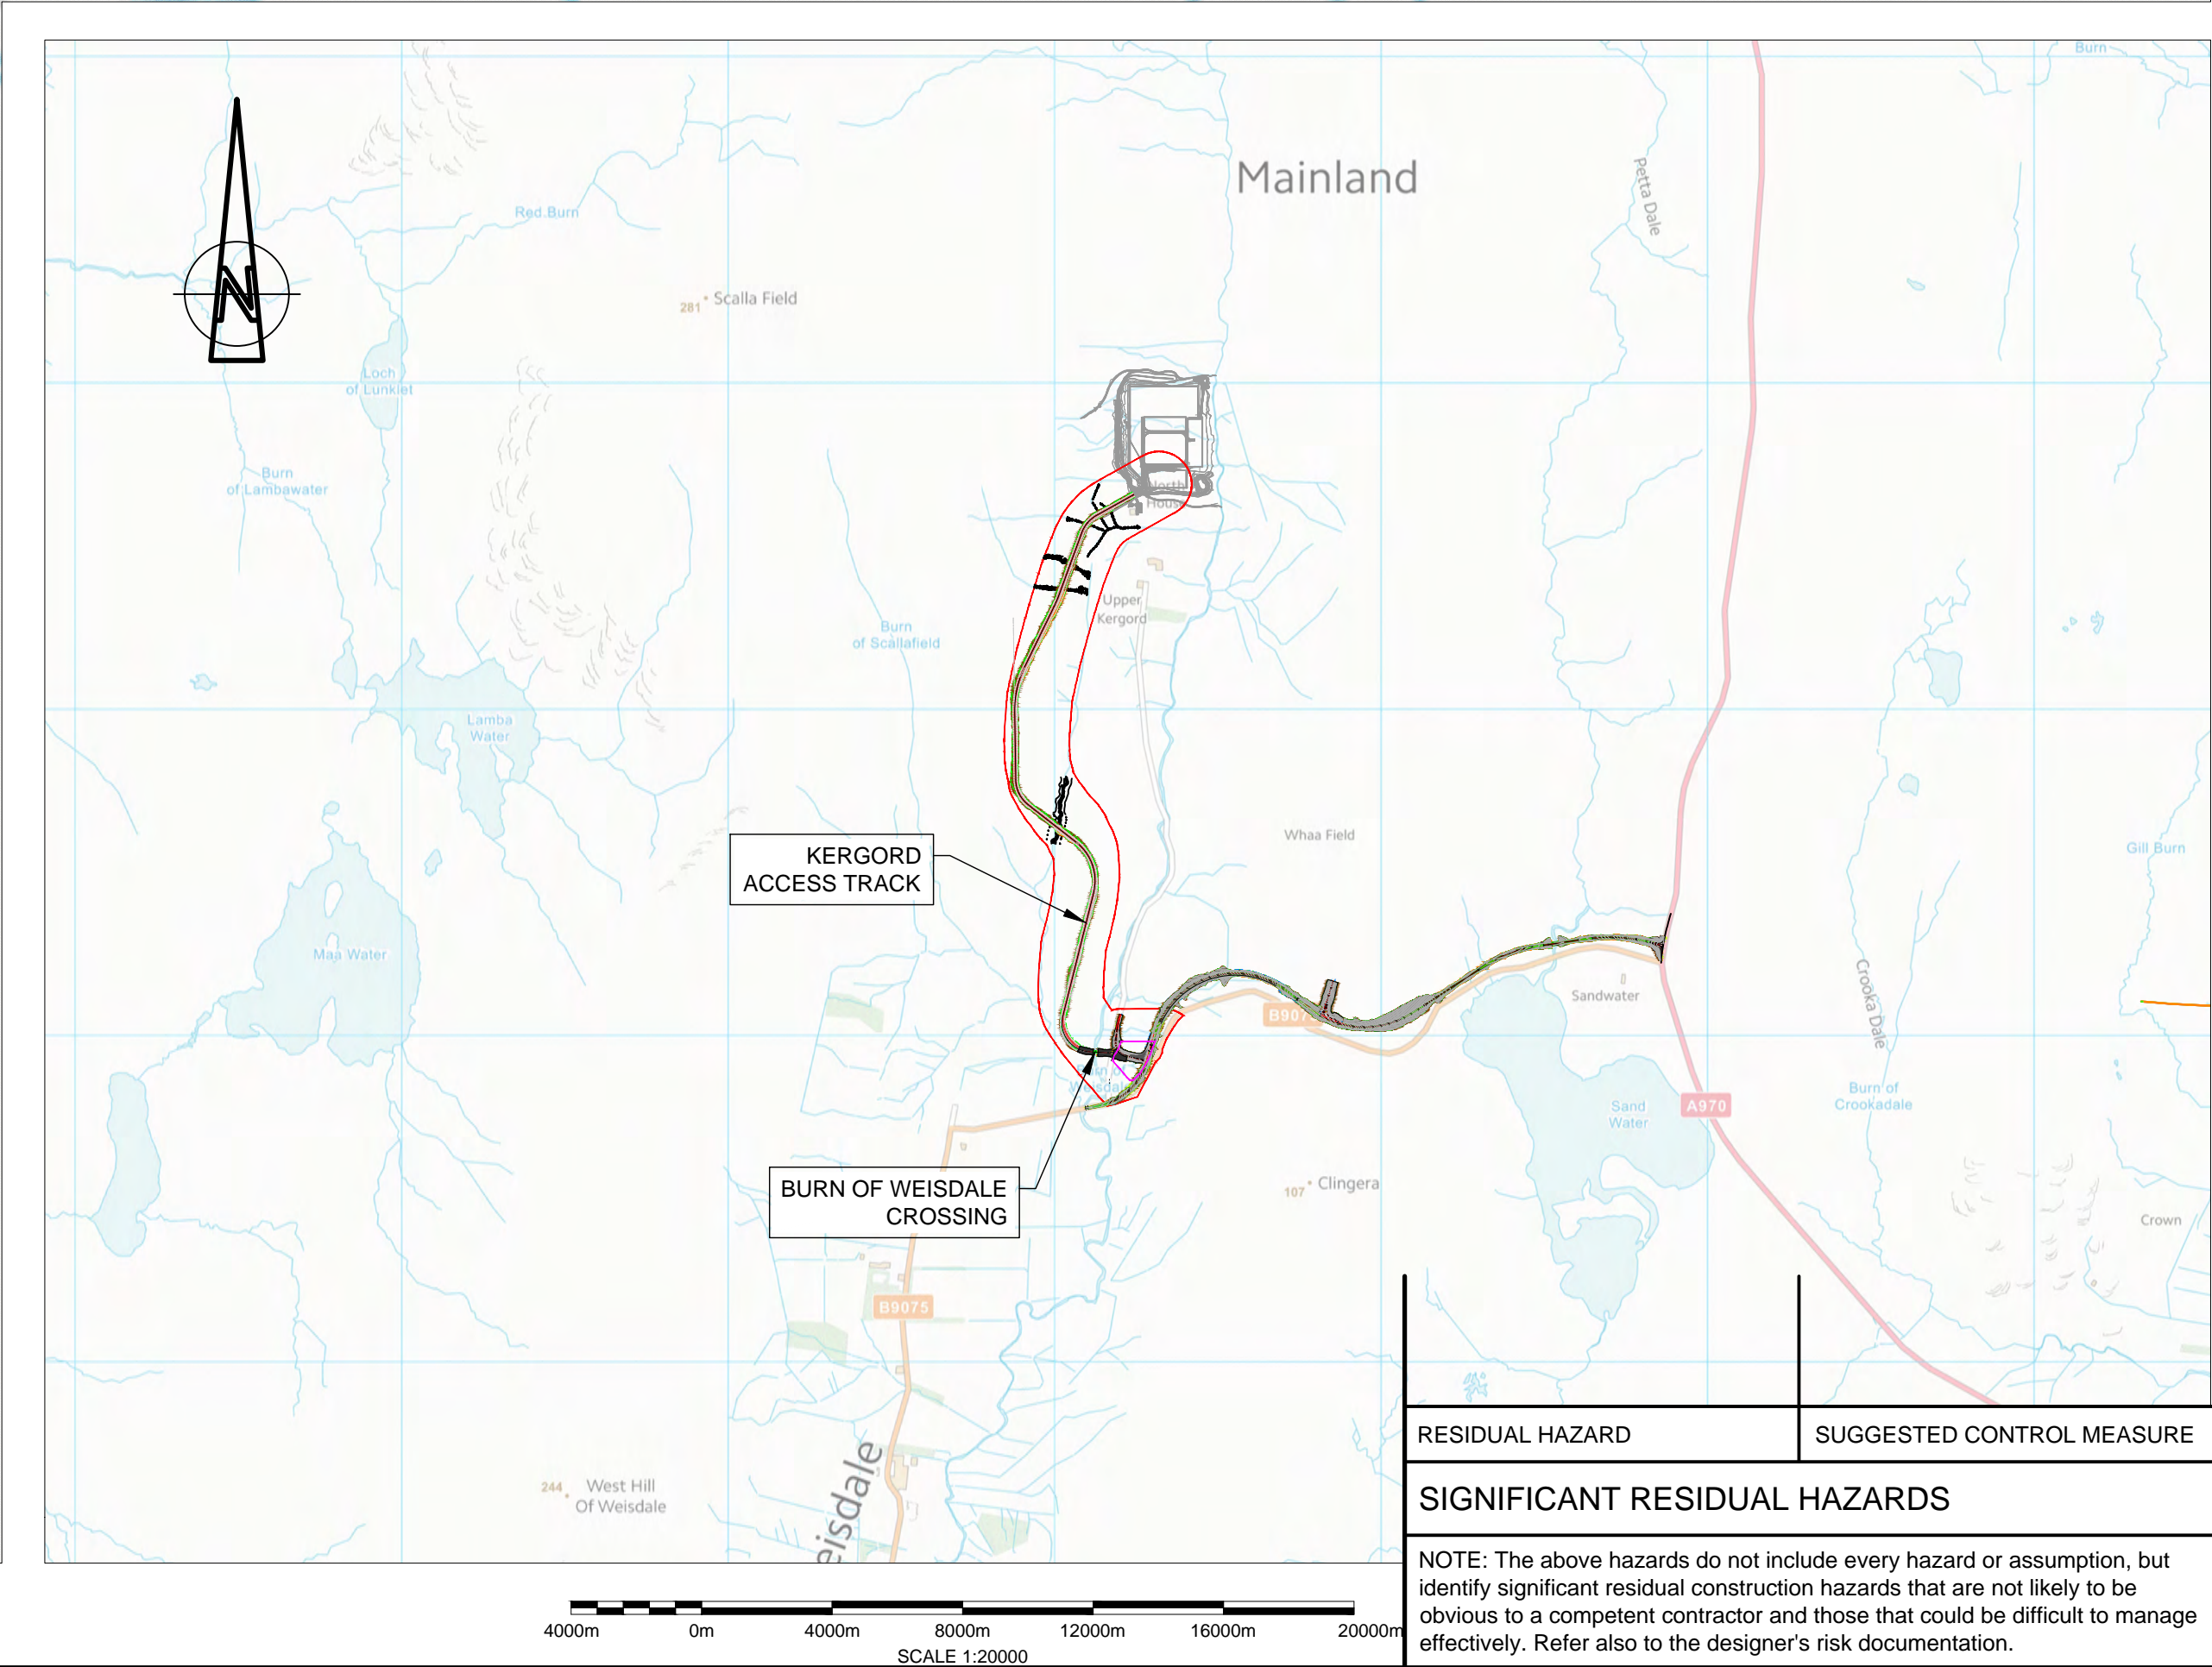 Burn
Mainland
Petta Dale
Red Burn
N
281 Scalla Field
Loch
of Lunklet
Burn
of Lambawater
North
House
Upper
Kergord
Burn
of Scallafield
Lamba
Water
Whaa Field
KERGORD
ACCESS TRACK
Gill Burn
Maa Water
Crooka Dale
Sandwater
B9075
Burn of
Weisdale
Burn of
Crookadale
Sand
Water
A970
BURN OF WEISDALE
CROSSING
107 Clingera
Crown
B9075
244 West Hill
Of Weisdale
eisdale
RESIDUAL HAZARD
SUGGESTED CONTROL MEASURE
SIGNIFICANT RESIDUAL HAZARDS
NOTE: The above hazards do not include every hazard or assumption, but
identify significant residual construction hazards that are not likely to be
obvious to a competent contractor and those that could be difficult to manage
effectively. Refer also to the designer's risk documentation.
4000m 0m 4000m 8000m 12000m 16000m 20000m
SCALE 1:20000